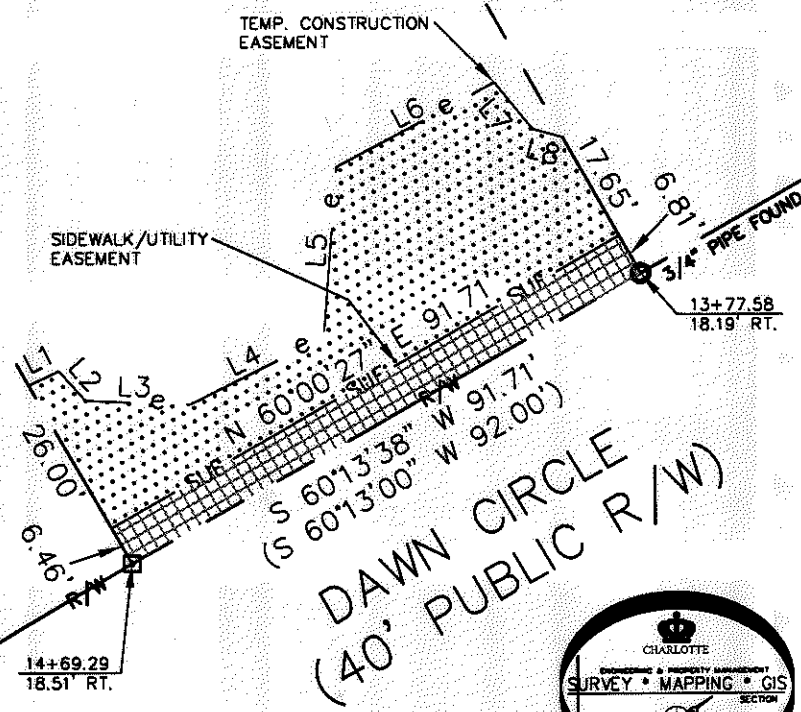 TEMP. CONSTRUCTION
EASEMENT
L6
e
L7
L8
17.65'
6.81'
3/4" PIPE FOUND
13+77.58
18.19' RT.
SIDEWALK/UTILITY
EASEMENT
e
L5
e
L4
L1
L2
L3
e
26.00'
6.46'
N 60°00'27" E 91.71'
SUE
SUE
SUE
R/W
S 60°13'38" W 91.71'
(S 60°13'00" W 92.00')
DAWN CIRCLE
(40' PUBLIC R/W)
R/W
14+69.29
18.51' RT.
CHARLOTTE
ENGINEERING & PROPERTY MANAGEMENT
SURVEY * MAPPING * GIS
SECTION